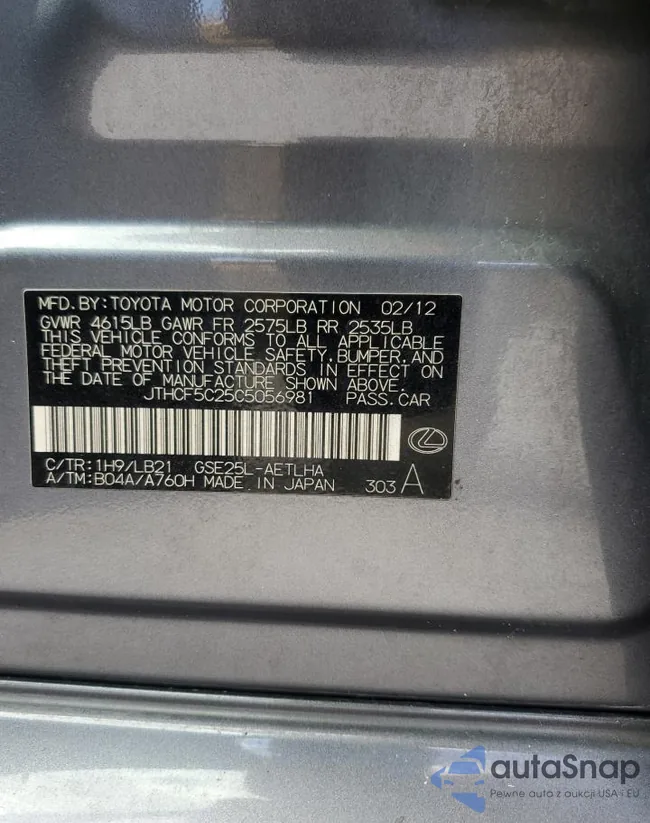 MFD.BY:TOYOTA MOTOR CORPORATION 02/12
GVWR 4615LB GAWR FR 2575LB RR 2535LB
THIS VEHICLE CONFORMS TO ALL APPLICABLE
FEDERAL MOTOR VEHICLE SAFETY,BUMPER,AND
THEFT PREVENTION STANDARDS IN EFFECT ON
THE DATE OF MANUFACTURE SHOWN ABOVE.
JTHCF5C25C5056981 PASS.CAR
C/TR:1H9/LB21 GSE25L-AETLHA
A/TM:B04A/A760H MADE IN JAPAN 303 A
autaSnap
Pewne auta z aukcji USA i EU